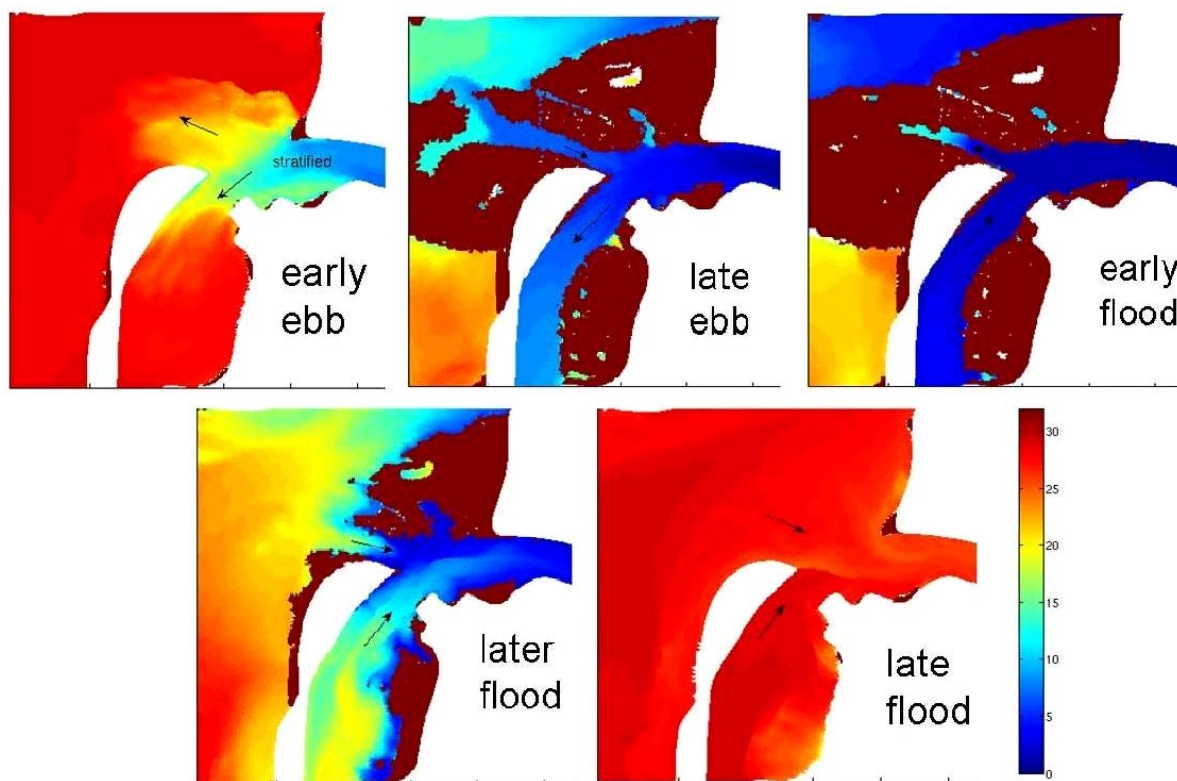 stratified
early
ebb
late
ebb
early
flood
later
flood
late
flood
30
25
20
15
10
5
0